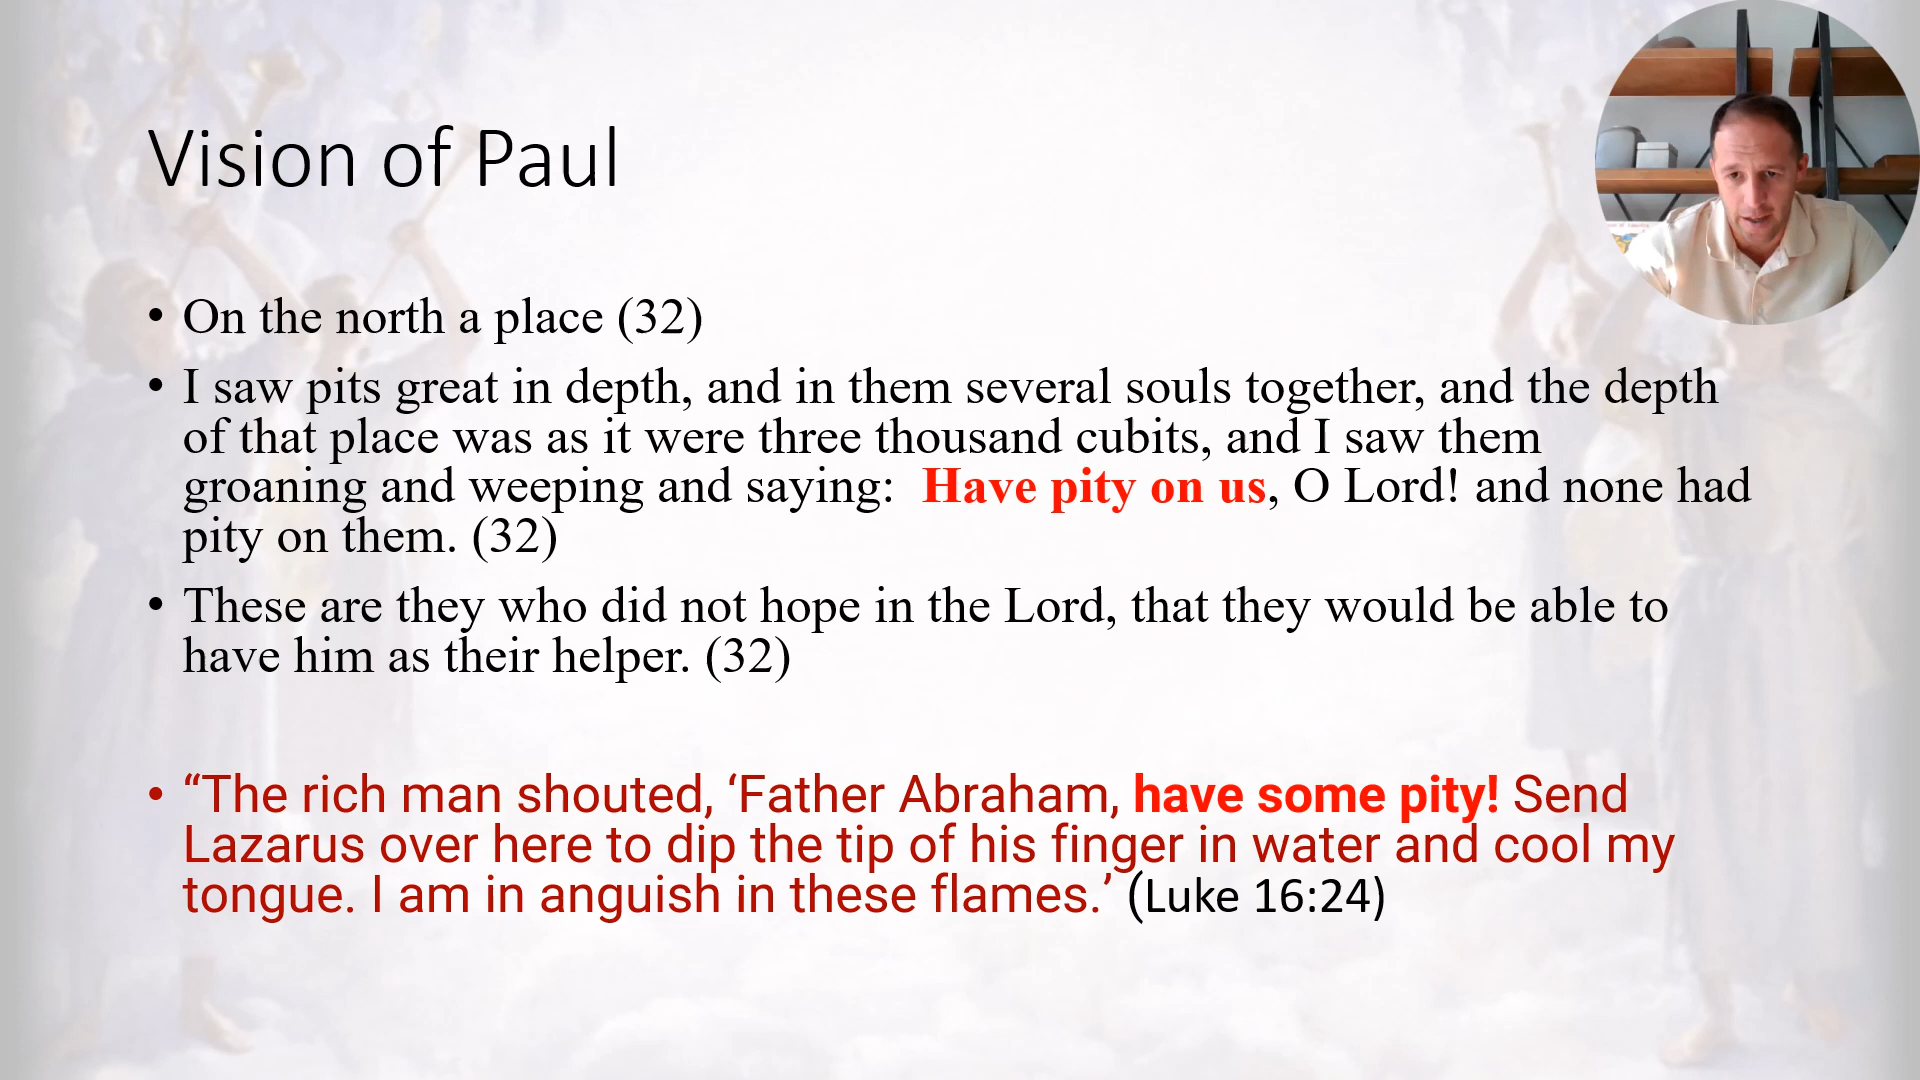 Vision of Paul
• On the north a place (32)
• I saw pits great in depth, and in them several souls together, and the depth
of that place was as it were three thousand cubits, and I saw them
groaning and weeping and saying:  Have pity on us, O Lord! and none had
pity on them. (32)
• These are they who did not hope in the Lord, that they would be able to
have him as their helper. (32)
• “The rich man shouted, ‘Father Abraham, have some pity! Send
Lazarus over here to dip the tip of his finger in water and cool my
tongue. I am in anguish in these flames.’ (Luke 16:24)